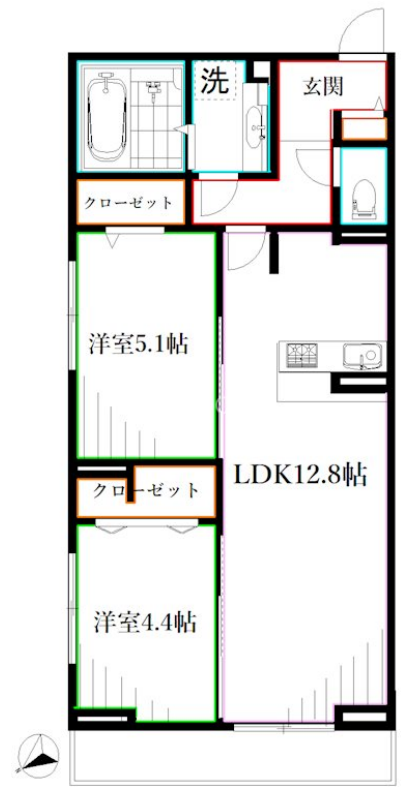 洗
玄関
クローゼット
洋室5.1帖
LDK12.8帖
クローゼット
洋室4.4帖